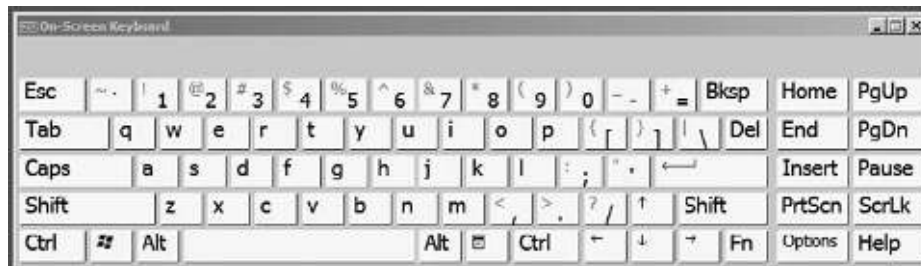 On-Screen Keyboard
Esc ~ ` ! 1 @ 2 # 3 $ 4 % 5 ^ 6 & 7 * 8 ( 9 ) 0 _ - + = Bksp Home PgUp
Tab q w e r t y u i o p { [ } ] | \ Del End PgDn
Caps a s d f g h j k l : ; " ' Insert Pause
Shift z x c v b n m < , > . ? / ↑ Shift PrtScn ScrLk
Ctrl Alt Alt Ctrl ← ↓ → Fn Options Help